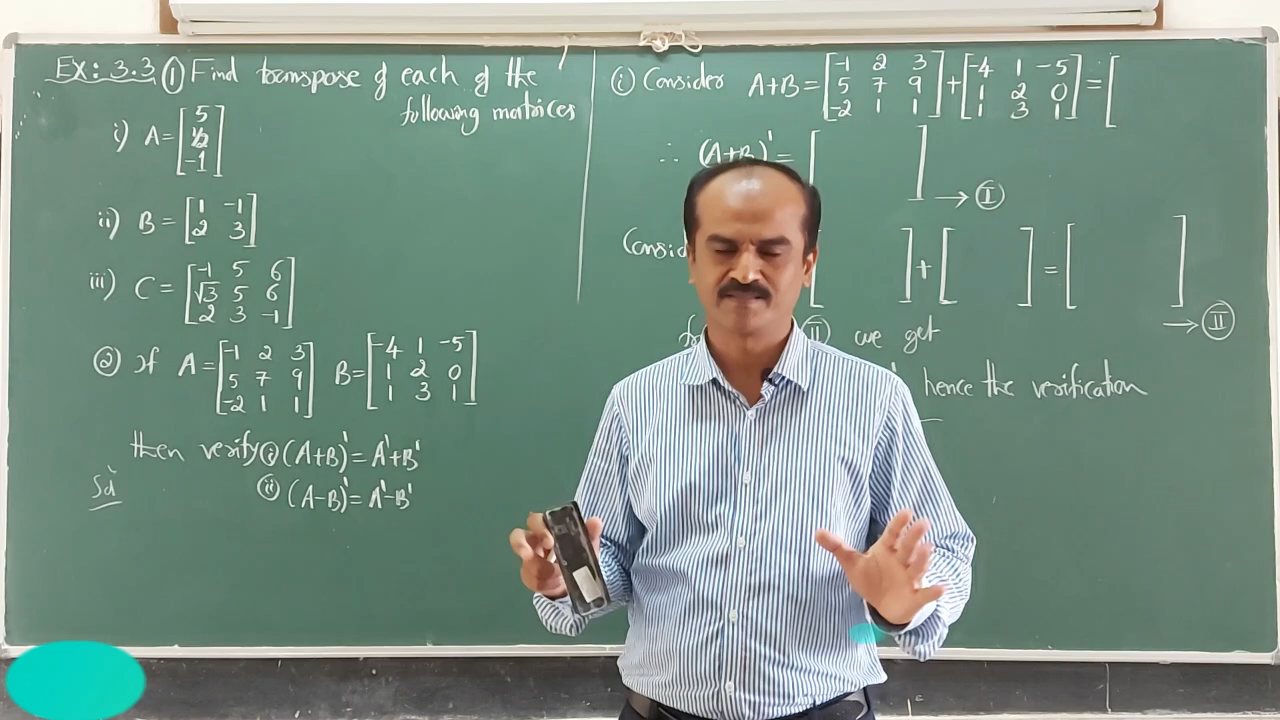 EX: 3.3 ① Find transpose of each of the
following matrices
i) A = [5
1/2
-1]
ii) B = [1 -1
2 3]
iii) C = [-1 5 6
√3 5 6
2 3 -1]
② If A = [-1 2 3
5 7 9
-2 1 1] B = [-4 1 -5
1 2 0
1 3 1]
then verify ⓘ (A+B)' = A'+B'
Sol
ⓘⓘ (A-B)' = A'-B'
ⓘ Consider A+B = [-1 2 3
5 7 9
-2 1 1] + [-4 1 -5
1 2 0
1 3 1] = [
∴ (A+B)' = [ ] → Ⓘ
[ ] + [ ] = [ ]
→ Ⅱ
Ⅱ we get
hence the verification